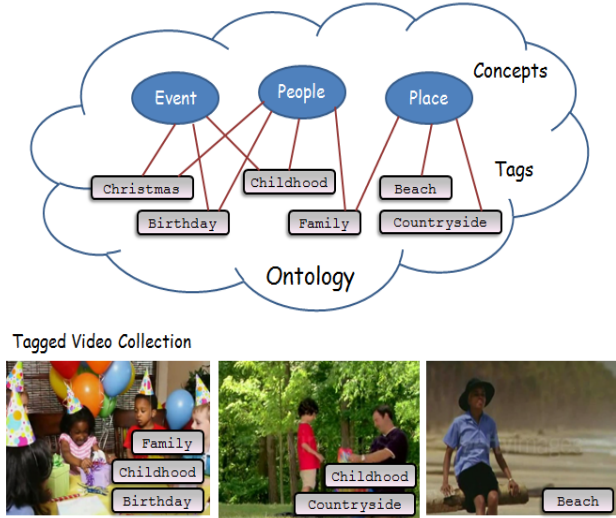 Concepts
Event
People
Place
Tags
Christmas
Childhood
Beach
Birthday
Family
Countryside
Ontology
Tagged Video Collection
Family
Childhood
Birthday
Childhood
Countryside
Beach